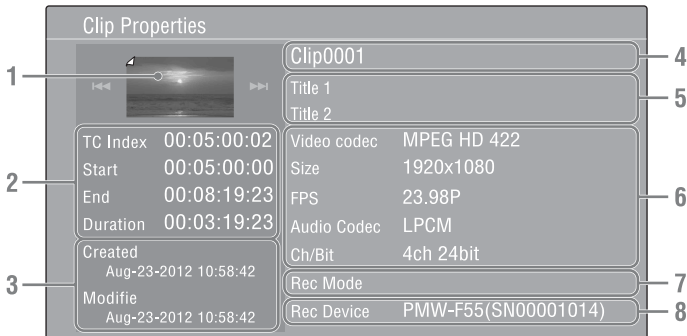 Clip Properties
1
Clip0001
4
Title 1
Title 2
5
TC Index 00:05:00:02
Start 00:05:00:00
End 00:08:19:23
Duration 00:03:19:23
2
Video codec MPEG HD 422
Size 1920x1080
FPS 23.98P
Audio Codec LPCM
Ch/Bit 4ch 24bit
6
Created
Aug-23-2012 10:58:42
Modifie
Aug-23-2012 10:58:42
3
Rec Mode
7
Rec Device PMW-F55(SN00001014)
8